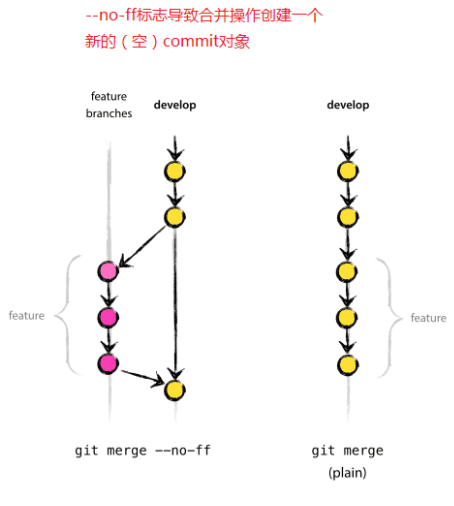 --no-ff标志导致合并操作创建一个
新的（空）commit对象
feature
branches
develop
develop
feature
feature
git merge --no-ff
git merge
(plain)